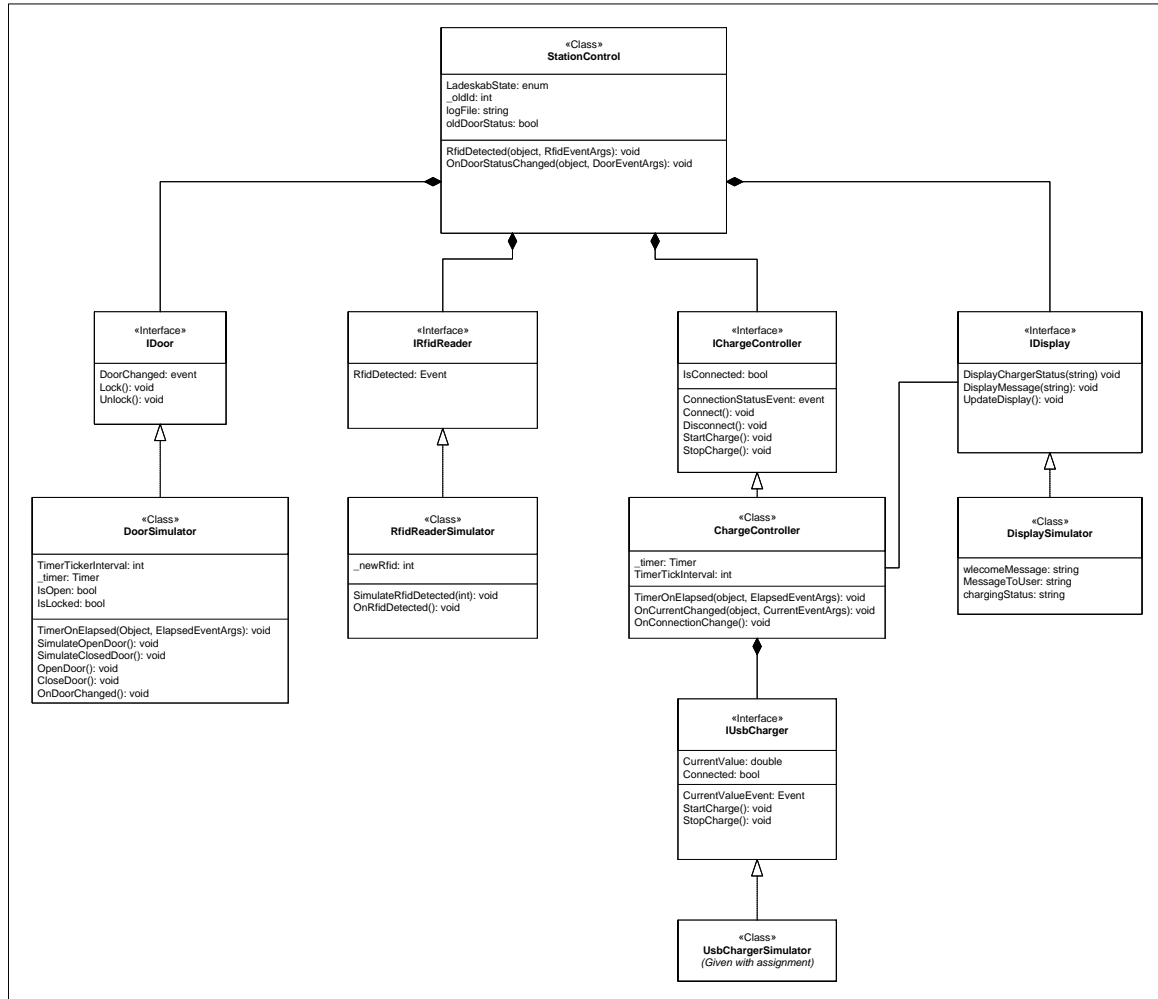 «Class»
StationControl
LadeskabState: enum
_oldId: int
logFile: string
oldDoorStatus: bool
RfidDetected(object, RfidEventArgs): void
OnDoorStatusChanged(object, DoorEventArgs): void
«Interface»
IDoor
DoorChanged: event
Lock(): void
Unlock(): void
«Interface»
IRfidReader
RfidDetected: Event
«Interface»
IChargeController
IsConnected: bool
ConnectionStatusEvent: event
Connect(): void
Disconnect(): void
StartCharge(): void
StopCharge(): void
«Interface»
IDisplay
DisplayChargerStatus(string) void
DisplayMessage(string): void
UpdateDisplay(): void
«Class»
DoorSimulator
TimerTickerInterval: int
_timer: Timer
IsOpen: bool
IsLocked: bool
TimerOnElapsed(Object, ElapsedEventArgs): void
SimulateOpenDoor(): void
SimulateClosedDoor(): void
OpenDoor(): void
CloseDoor(): void
OnDoorChanged(): void
«Class»
RfidReaderSimulator
_newRfid: int
SimulateRfidDetected(int): void
OnRfidDetected(): void
«Class»
ChargeController
_timer: Timer
TimerTickInterval: int
TimerOnElapsed(object, ElapsedEventArgs): void
OnCurrentChanged(object, CurrentEventArgs): void
OnConnectionChange(): void
«Class»
DisplaySimulator
wlecomeMessage: string
MessageToUser: string
chargingStatus: string
«Interface»
IUsbCharger
CurrentValue: double
Connected: bool
CurrentValueEvent: Event
StartCharge(): void
StopCharge(): void
«Class»
UsbChargerSimulator
(Given with assignment)